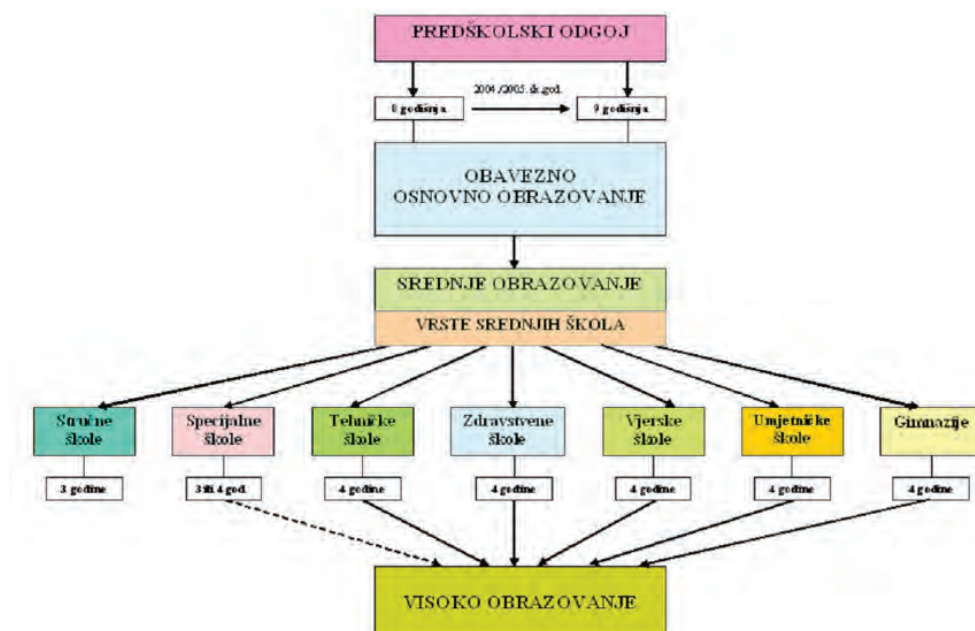 PREDŠKOLSKI ODGOJ
2004./2005. šk.god.
8 godišnja
9 godišnja
OBAVEZNO
OSNOVNO OBRAZOVANJE
SREDNJE OBRAZOVANJE
VRSTE SREDNJIH ŠKOLA
Stručne
škole
Specijalne
škole
Tehničke
škole
Zdravstvene
škole
Vjerske
škole
Umjetničke
škole
Gimnazije
3 godine
3 ili 4 god.
4 godine
4 godine
4 godine
4 godine
4 godine
VISOKO OBRAZOVANJE